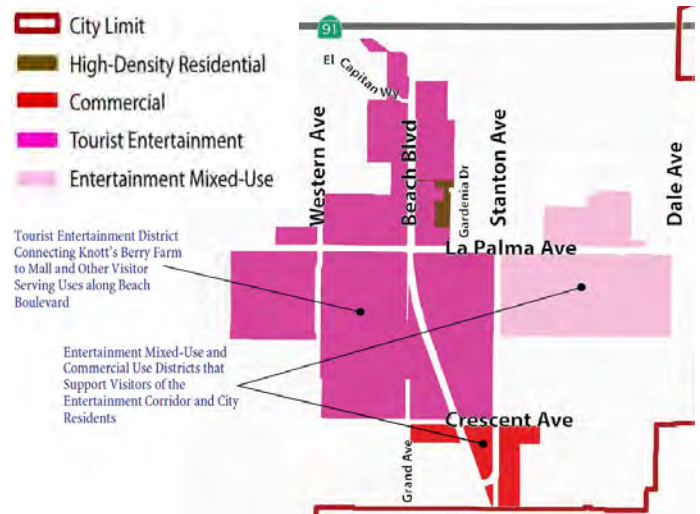 City Limit
High-Density Residential
Commercial
Tourist Entertainment
Entertainment Mixed-Use
91
El Capitan Wy
Western Ave
Beach Blvd
Gardenia Dr
Stanton Ave
Dale Ave
La Palma Ave
Tourist Entertainment District
Connecting Knott's Berry Farm
to Mall and Other Visitor
Serving Uses along Beach
Boulevard
Entertainment Mixed-Use and
Commercial Use Districts that
Support Visitors of the
Entertainment Corridor and City
Residents
Crescent Ave
Grand Ave